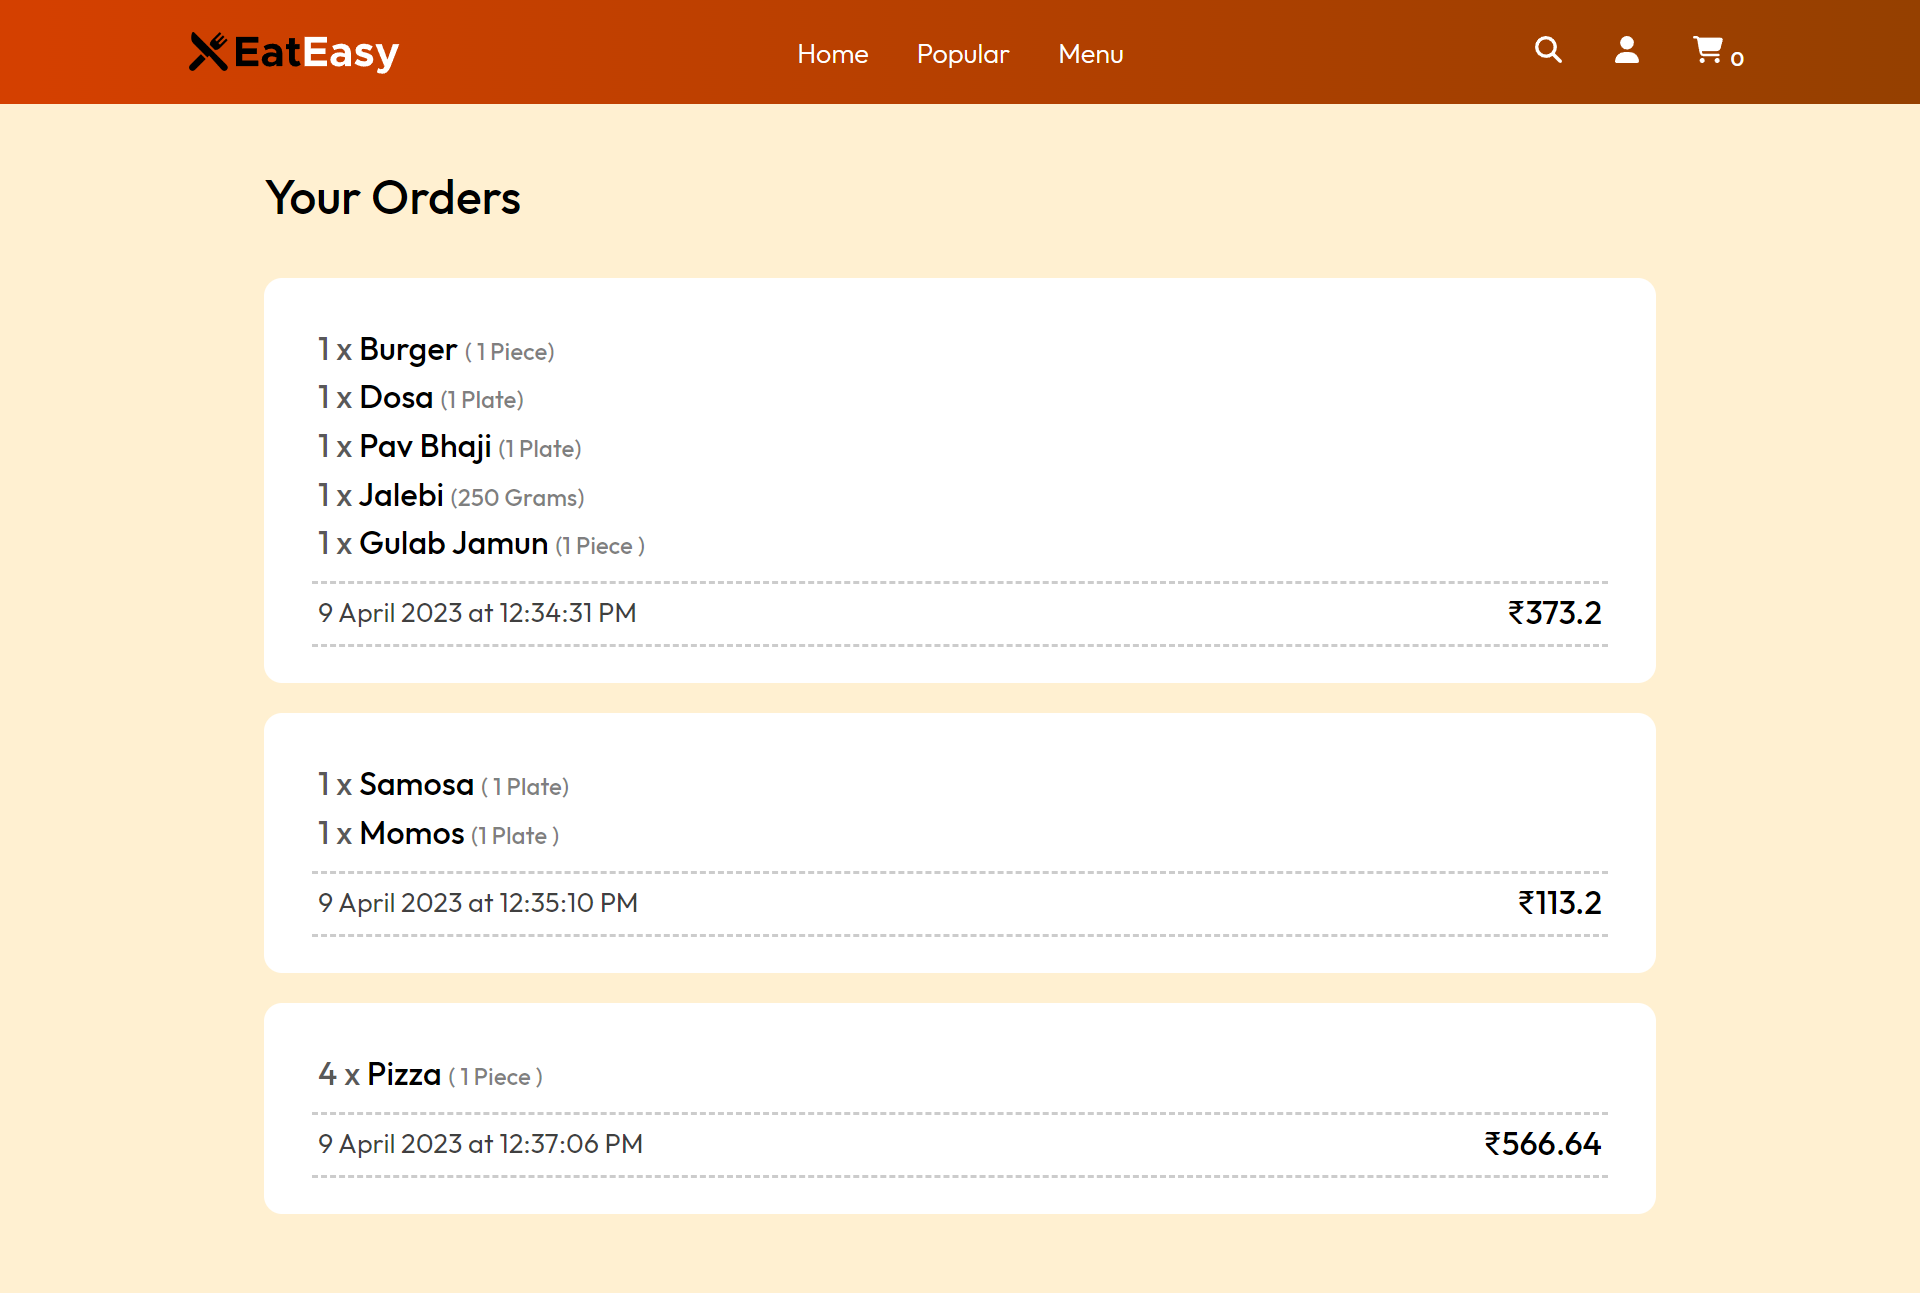 EatEasy
Home Popular Menu
0
Your Orders
1 x Burger ( 1 Piece)
1 x Dosa (1 Plate)
1 x Pav Bhaji (1 Plate)
1 x Jalebi (250 Grams)
1 x Gulab Jamun (1 Piece )
9 April 2023 at 12:34:31 PM ₹373.2
1 x Samosa ( 1 Plate)
1 x Momos (1 Plate )
9 April 2023 at 12:35:10 PM ₹113.2
4 x Pizza ( 1 Piece )
9 April 2023 at 12:37:06 PM ₹566.64